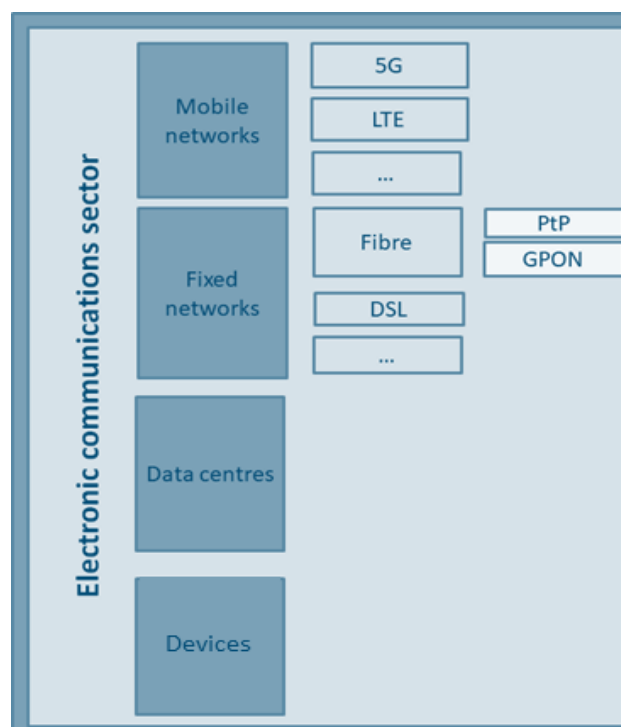 Electronic communications sector
Mobile
networks
5G
LTE
...
Fixed
networks
Fibre
PtP
GPON
DSL
...
Data centres
Devices